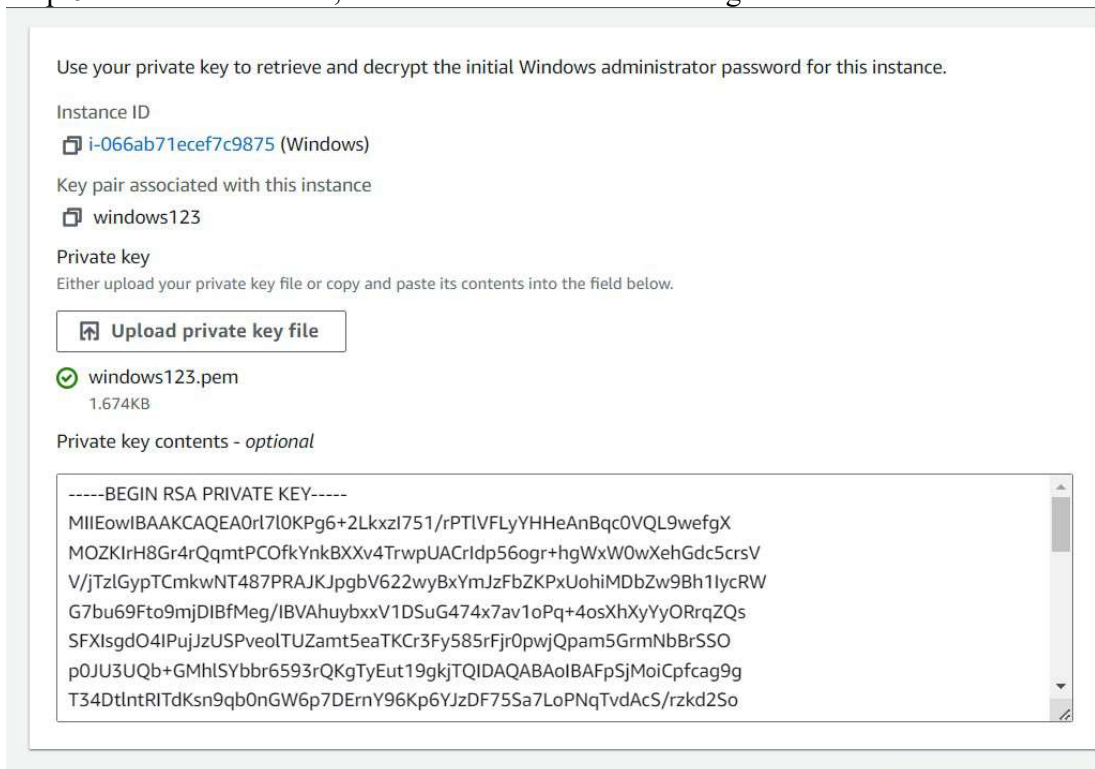 Use your private key to retrieve and decrypt the initial Windows administrator password for this instance.
Instance ID
i-066ab71ecef7c9875 (Windows)
Key pair associated with this instance
windows123
Private key
Either upload your private key file or copy and paste its contents into the field below.
Upload private key file
windows123.pem
1.674KB
Private key contents - optional
-----BEGIN RSA PRIVATE KEY-----
MIIEowIBAAKCAQEA0rl7l0KPg6+2LkxzI751/rPTlVFLyYHHeAnBqc0VQL9wefgX
MOZKIrH8Gr4rQqmtPCOfkYnkBXXv4TrwpUACrIdp56ogr+hgWxW0wXehGdc5crsV
V/jTzlGypTCmkwNT487PRAJKJpgbV622wyBxYmJzFbZKPxUohiMDbZw9Bh1IycRW
G7bu69Fto9mjDIBfMeg/IBVAhuybxxV1DSuG474x7av1oPq+4osXhXyYyORrqZQs
SFXIsgdO4IPujJzUSPveolTUZamt5eaTKCr3Fy585rFjr0pwjQpam5GrmNbBrSSO
p0JU3UQb+GMhlSYbbr6593rQKgTyEut19gkjTQIDAQABAoIBAFpSjMoiCpfcag9g
T34DtlntRITdKsn9qb0nGW6p7DErnY96Kp6YJzDF75Sa7LoPNqTvdAcS/rzkd2So